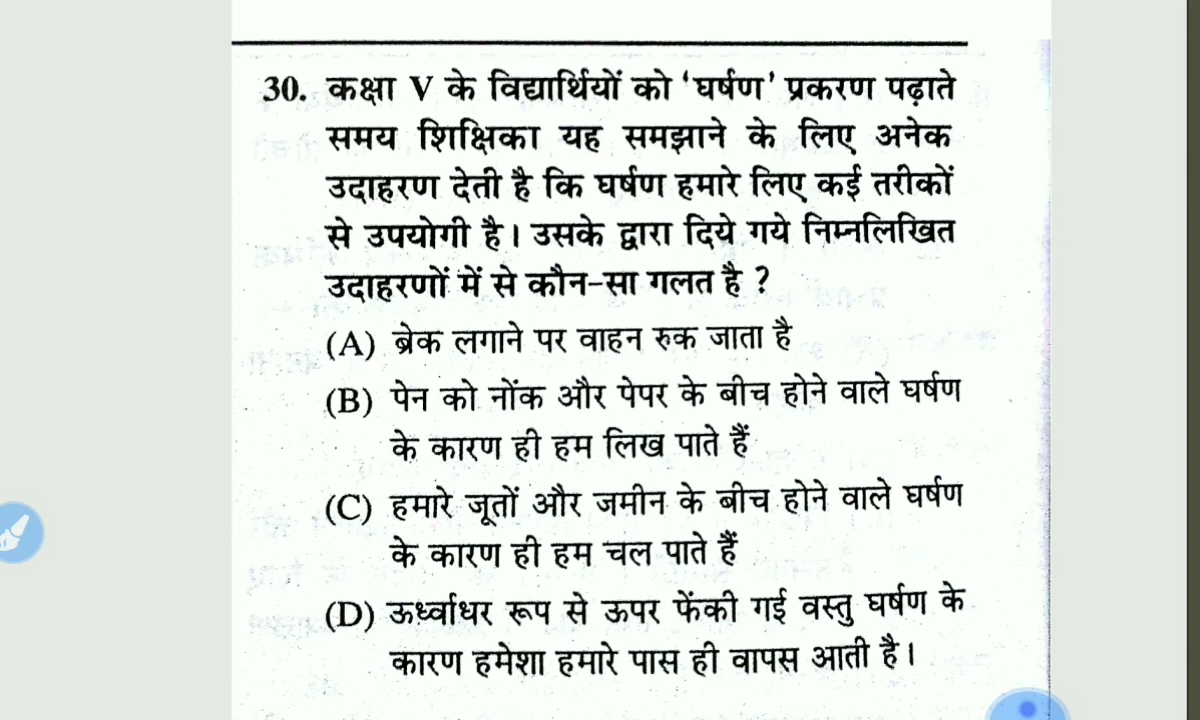 30. कक्षा V के विद्यार्थियों को 'घर्षण' प्रकरण पढ़ाते
समय शिक्षिका यह समझाने के लिए अनेक
उदाहरण देती है कि घर्षण हमारे लिए कई तरीकों
से उपयोगी है। उसके द्वारा दिये गये निम्नलिखित
उदाहरणों में से कौन-सा गलत है ?
(A) ब्रेक लगाने पर वाहन रुक जाता है
(B) पेन को नोंक और पेपर के बीच होने वाले घर्षण
के कारण ही हम लिख पाते हैं
(C) हमारे जूतों और जमीन के बीच होने वाले घर्षण
के कारण ही हम चल पाते हैं
(D) ऊर्ध्वाधर रूप से ऊपर फेंकी गई वस्तु घर्षण के
कारण हमेशा हमारे पास ही वापस आती है।